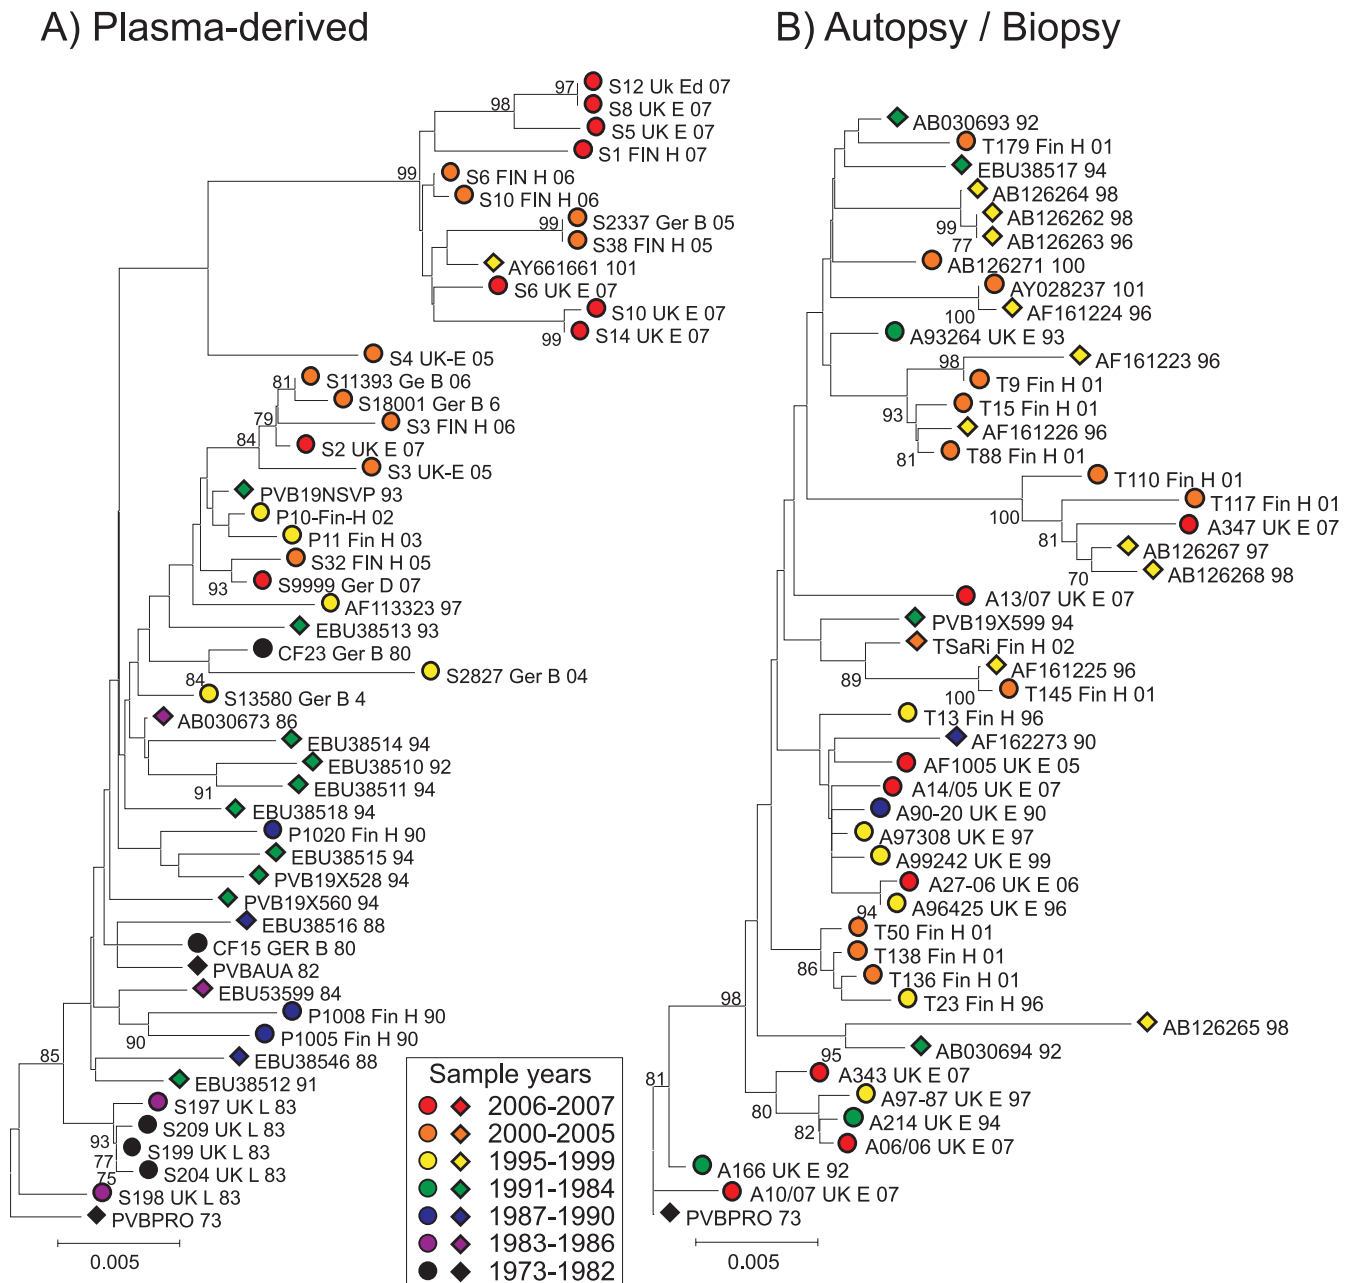 A) Plasma-derived
97
S12 Uk Ed 07
98
S8 UK E 07
S5 UK E 07
S1 FIN H 07
99
S6 FIN H 06
S10 FIN H 06
99
S2337 Ger B 05
S38 FIN H 05
AY661661 101
S6 UK E 07
S10 UK E 07
99
S14 UK E 07
S4 UK-E 05
81
S11393 Ge B 06
S18001 Ger B 6
79
S3 FIN H 06
84
S2 UK E 07
S3 UK-E 05
PVB19NSVP 93
P10-Fin-H 02
P11 Fin H 03
S32 FIN H 05
93
S9999 Ger D 07
AF113323 97
EBU38513 93
CF23 Ger B 80
84
S2827 Ger B 04
S13580 Ger B 4
AB030673 86
EBU38514 94
EBU38510 92
91
EBU38511 94
EBU38518 94
P1020 Fin H 90
EBU38515 94
PVB19X528 94
PVB19X560 94
EBU38516 88
CF15 GER B 80
PVBAUA 82
EBU53599 84
P1008 Fin H 90
90
P1005 Fin H 90
85
EBU38546 88
EBU38512 91
S197 UK L 83
S209 UK L 83
93
S199 UK L 83
77
S204 UK L 83
75
S198 UK L 83
PVBPRO 73
0.005
Sample years
2006-2007
2000-2005
1995-1999
1991-1984
1987-1990
1983-1986
1973-1982
B) Autopsy / Biopsy
AB030693 92
T179 Fin H 01
EBU38517 94
AB126264 98
99
AB126262 98
77
AB126263 96
AB126271 100
AY028237 101
100
AF161224 96
A93264 UK E 93
98
AF161223 96
T9 Fin H 01
93
T15 Fin H 01
AF161226 96
81
T88 Fin H 01
T110 Fin H 01
100
T117 Fin H 01
81
A347 UK E 07
AB126267 97
70
AB126268 98
A13/07 UK E 07
PVB19X599 94
TSaRi Fin H 02
89
AF161225 96
100
T145 Fin H 01
T13 Fin H 96
AF162273 90
AF1005 UK E 05
A14/05 UK E 07
A90-20 UK E 90
A97308 UK E 97
A99242 UK E 99
A27-06 UK E 06
94
A96425 UK E 96
T50 Fin H 01
86
T138 Fin H 01
T136 Fin H 01
98
T23 Fin H 96
AB126265 98
95
AB030694 92
81
A343 UK E 07
80
A97-87 UK E 97
A214 UK E 94
82
A06/06 UK E 07
A166 UK E 92
A10/07 UK E 07
PVBPRO 73
0.005